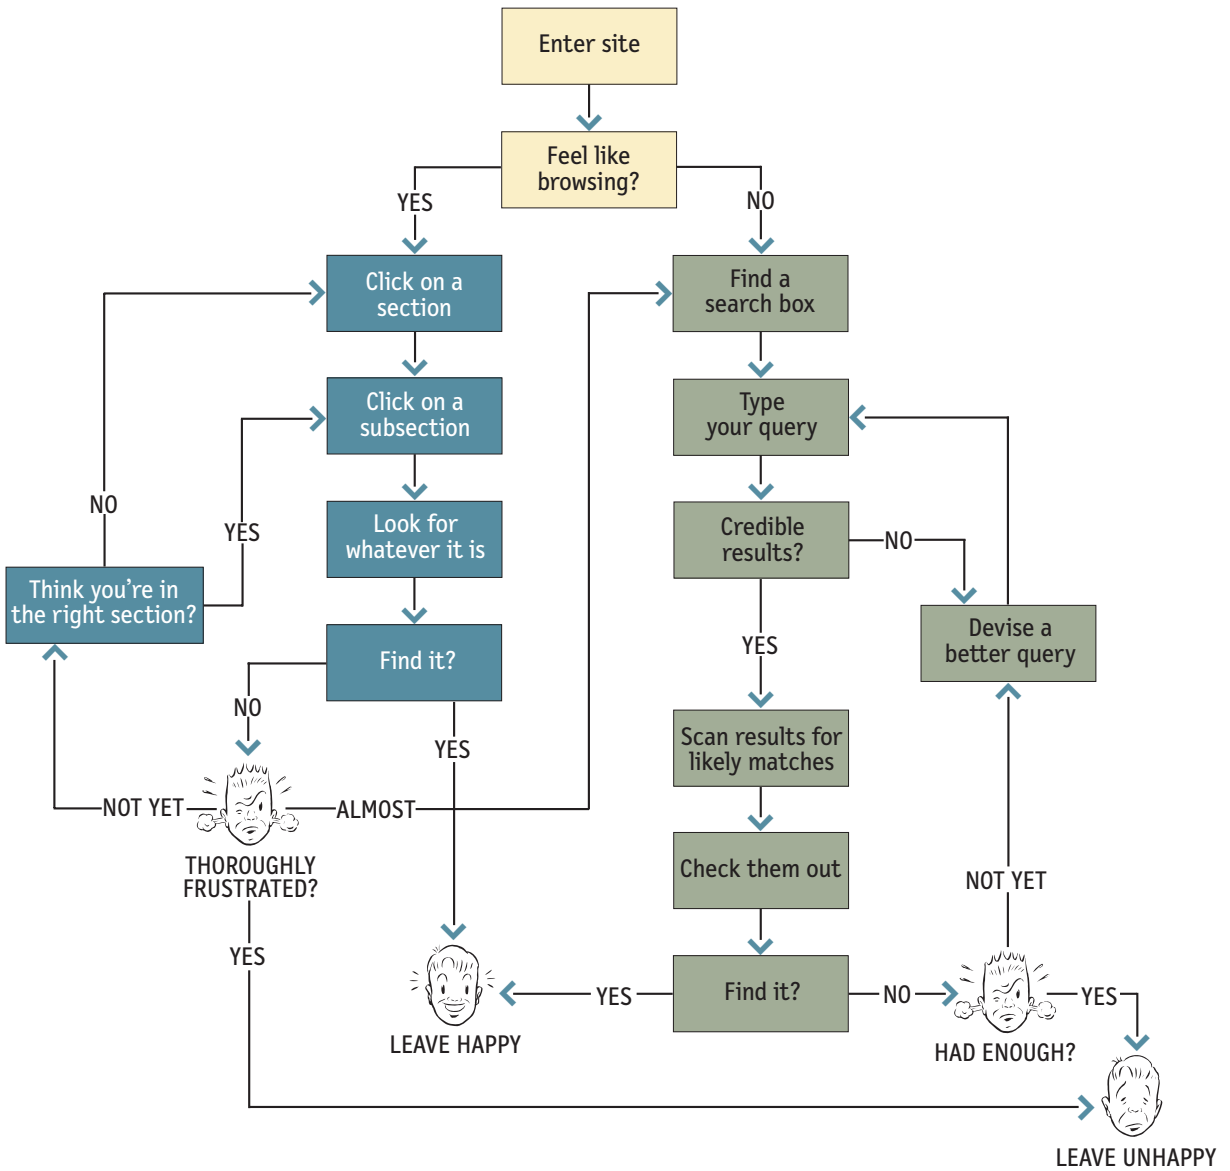 Enter site
Feel like
browsing?
YES
NO
Click on a
section
Find a
search box
Click on a
subsection
Type
your query
NO
YES
Look for
whatever it is
Credible
results?
NO
Think you're in
the right section?
Find it?
YES
Devise a
better query
NO
YES
Scan results for
likely matches
NOT YET
ALMOST
THOROUGHLY
FRUSTRATED?
Check them out
NOT YET
YES
Find it?
YES
NO
YES
LEAVE HAPPY
HAD ENOUGH?
LEAVE UNHAPPY